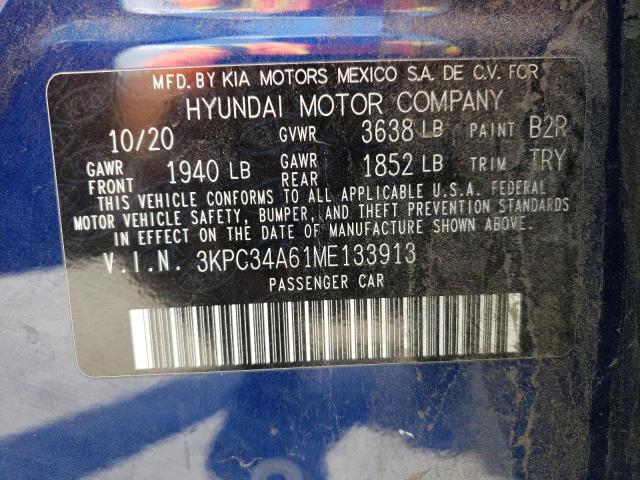 MFD. BY KIA MOTORS MEXICO S.A. DE C.V. FOR
HYUNDAI MOTOR COMPANY
10/20 GVWR 3638 LB PAINT B2R
GAWR FRONT 1940 LB GAWR REAR 1852 LB TRIM TRY
THIS VEHICLE CONFORMS TO ALL APPLICABLE U.S.A. FEDERAL
MOTOR VEHICLE SAFETY, BUMPER, AND THEFT PREVENTION STANDARDS
IN EFFECT ON THE DATE OF MANUFACTURE SHOWN ABOVE.
V.I.N. 3KPC34A61ME133913
PASSENGER CAR